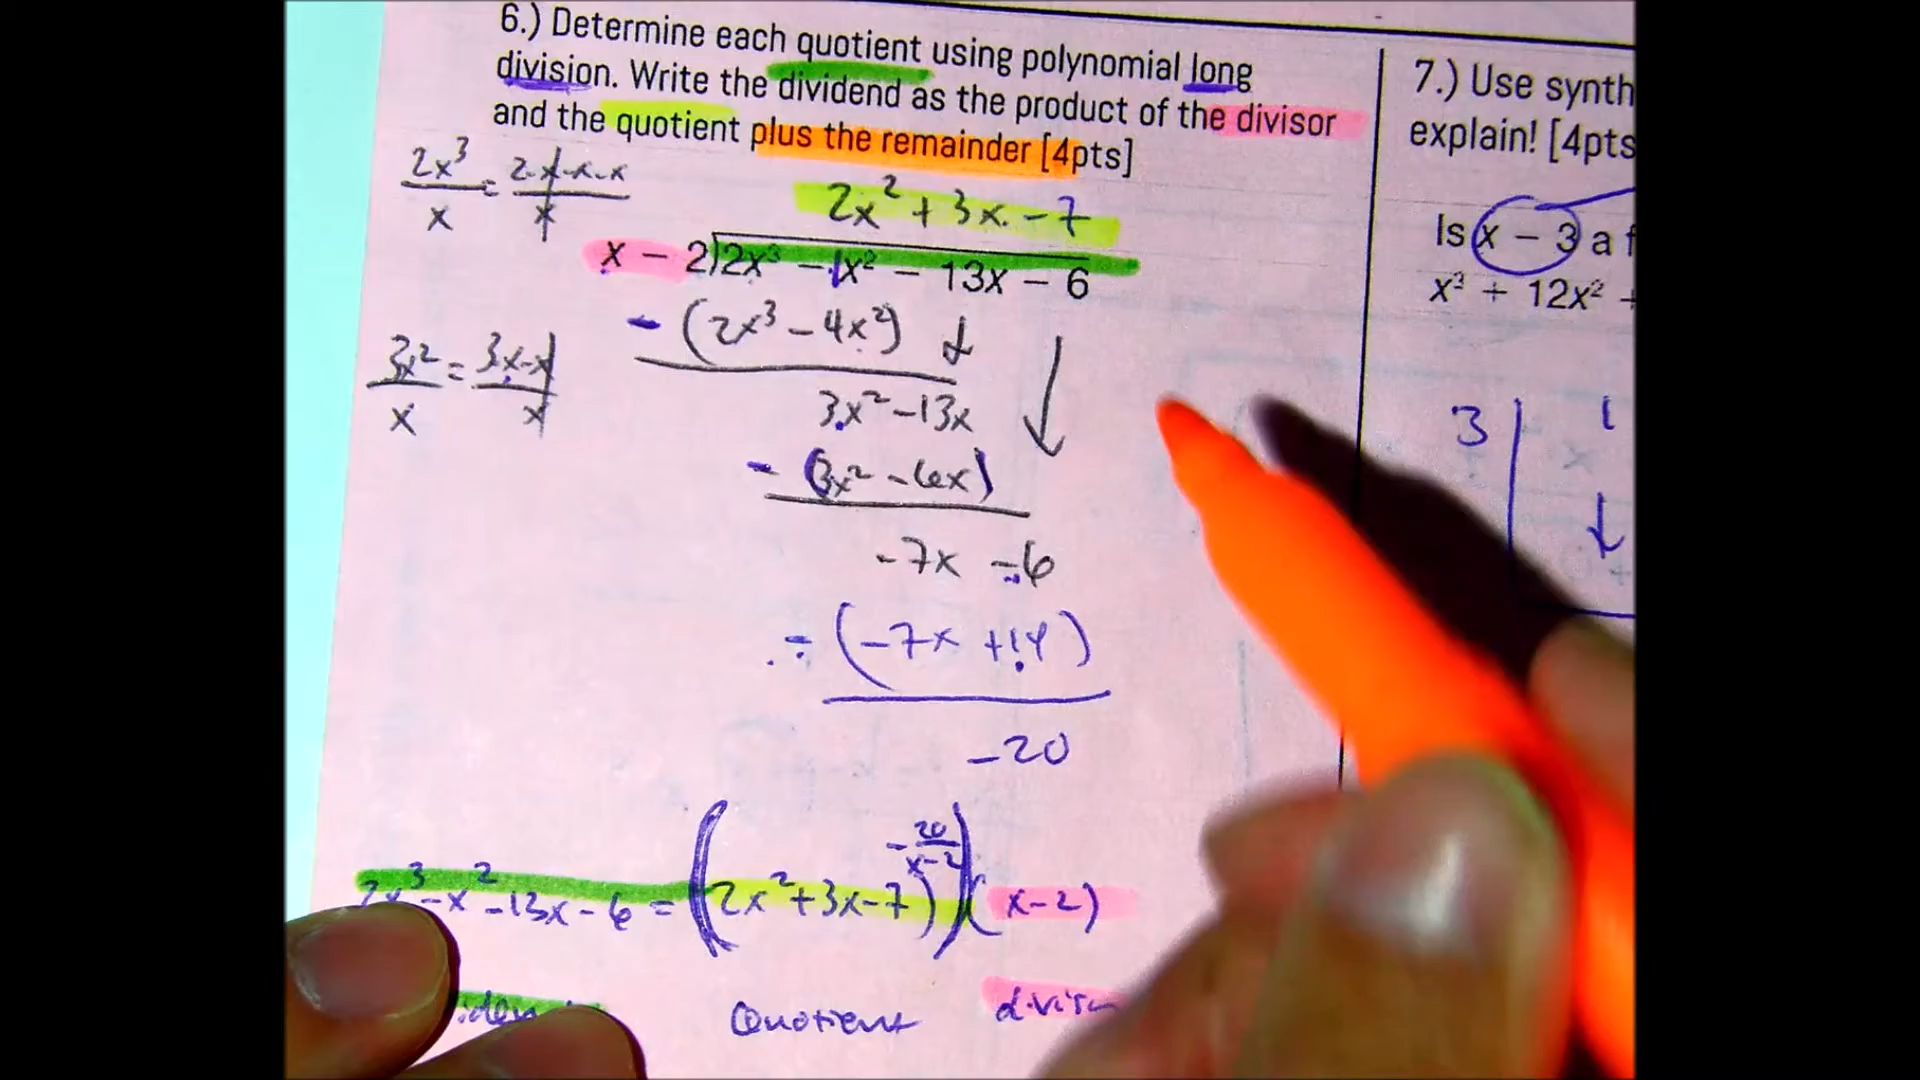 6.) Determine each quotient using polynomial long
division. Write the dividend as the product of the divisor
and the quotient plus the remainder [4pts]
2x³/x = 2·x·x·x/x
2x² + 3x - 7
x − 2)2x³ − 1x² − 13x − 6
- (2x³ - 4x²)
3x²/x = 3x·x/x
3x² - 13x
- (3x² - 6x)
-7x - 6
- (-7x + 14)
-20
2x³ - x² - 13x - 6 = (2x² + 3x - 7) - 20/x-2)(x-2)
Quotient
7.) Use synth
explain! [4pts
Is x − 3 a f
x³ + 12x² +
3 1